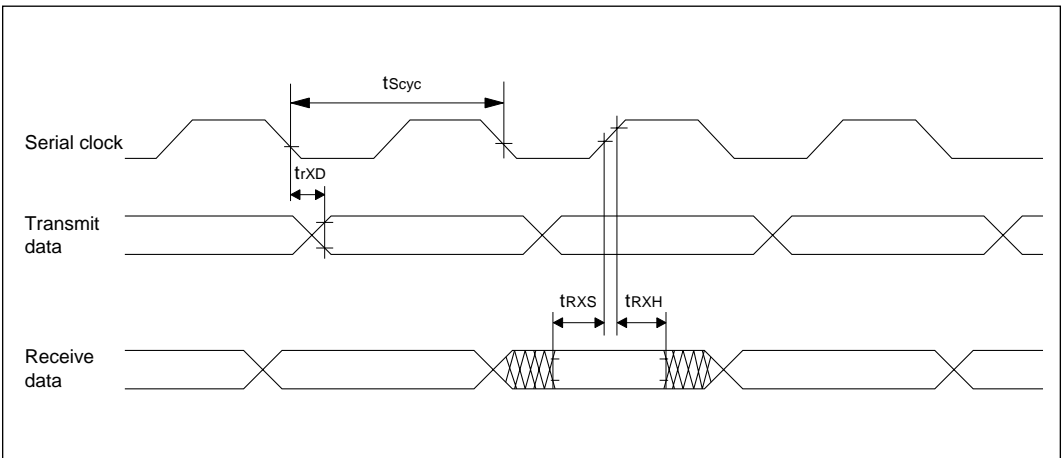 tScyc
Serial clock
trXD
Transmit
data
tRXS
tRXH
Receive
data